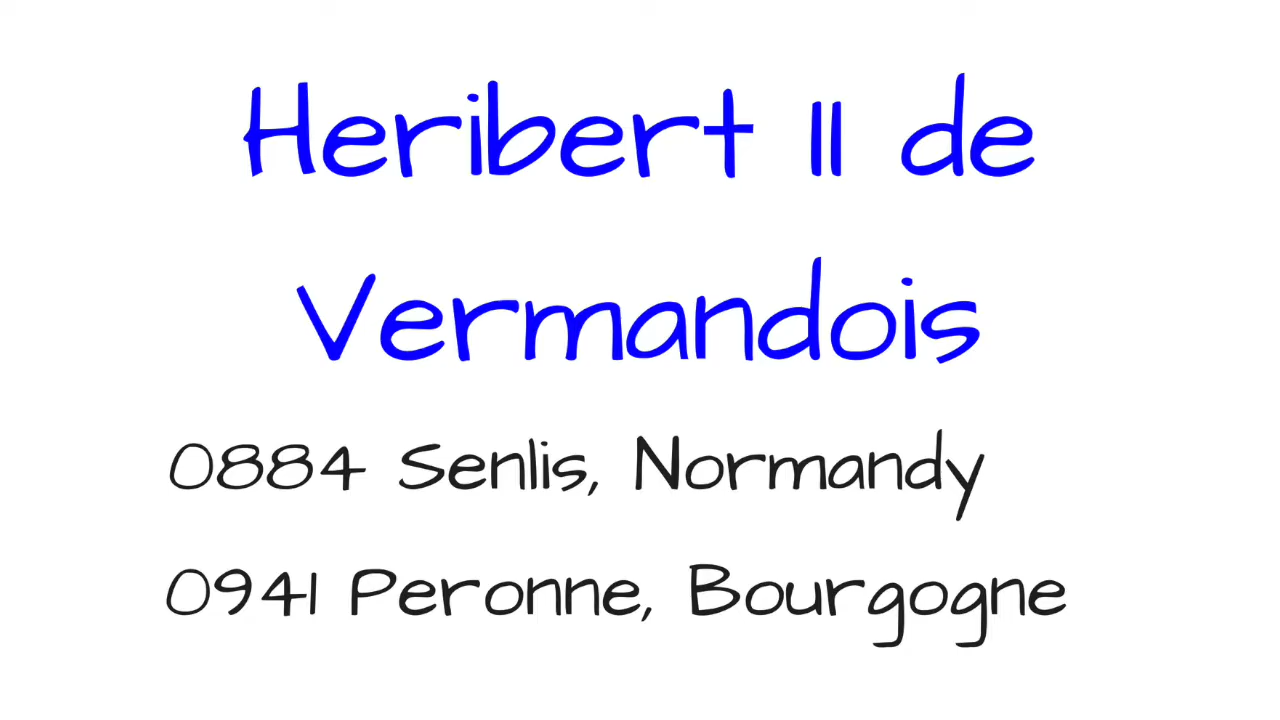 Heribert II de
Vermandois
0884 Senlis, Normandy
0941 Peronne, Bourgogne